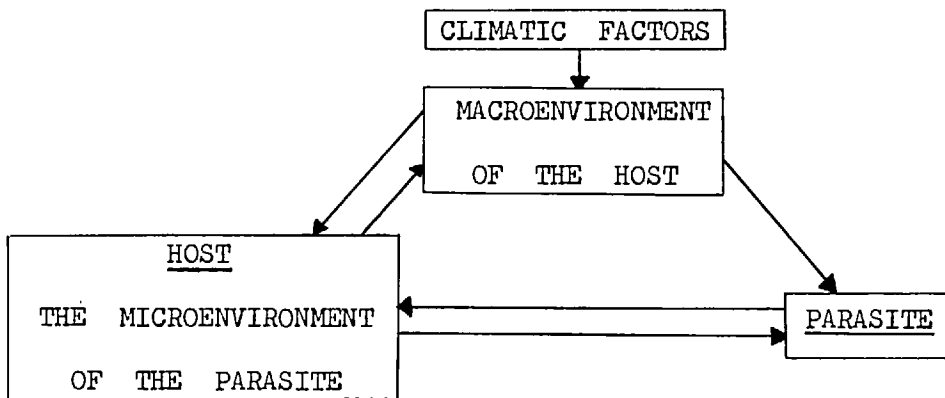 CLIMATIC FACTORS
MACROENVIRONMENT
OF THE HOST
HOST
THE MICROENVIRONMENT
OF THE PARASITE
PARASITE